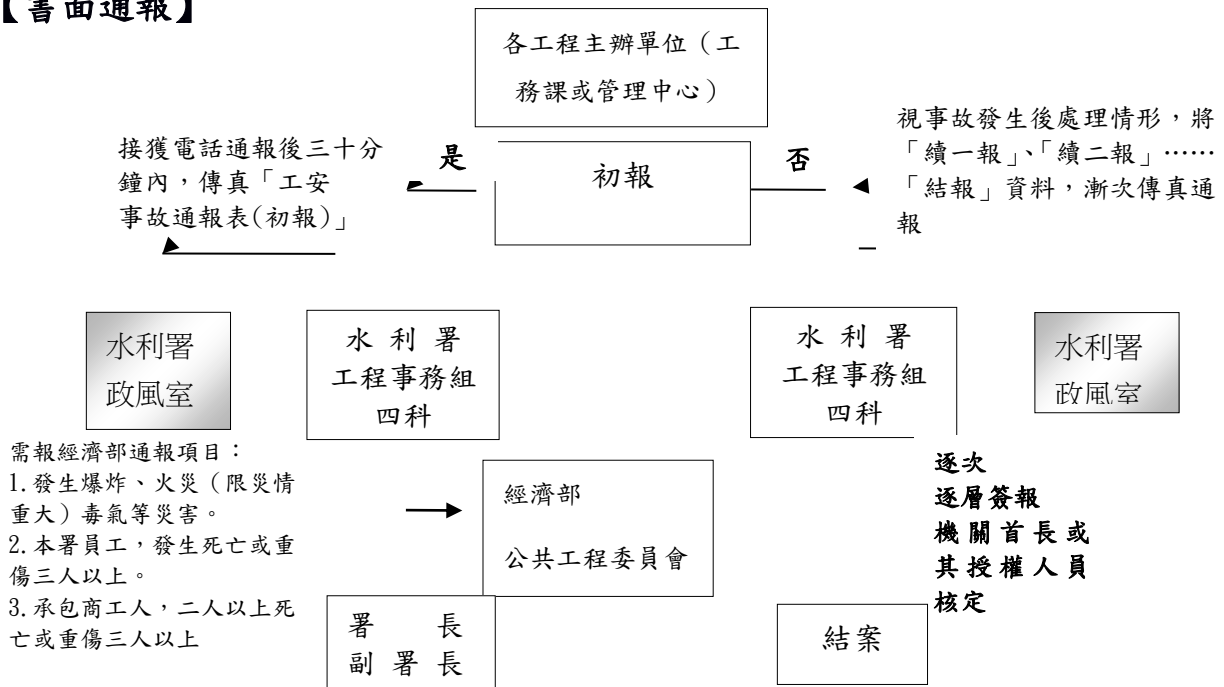 【書面通報】
各工程主辦單位（工
務課或管理中心）
接獲電話通報後三十分
鐘內，傳真「工安
事故通報表(初報)」
是
初報
否
視事故發生後處理情形，將
「續一報」、「續二報」……
「結報」資料，漸次傳真通
報
水利署
政風室
水 利 署
工程事務組
四科
水 利 署
工程事務組
四科
水利署
政風室
需報經濟部通報項目：
1.發生爆炸、火災（限災情
重大）毒氣等災害。
2.本署員工，發生死亡或重
傷三人以上。
3.承包商工人，二人以上死
亡或重傷三人以上
經濟部
公共工程委員會
逐次
逐層簽報
機關首長或
其授權人員
核定
署 長
副 署 長
結案